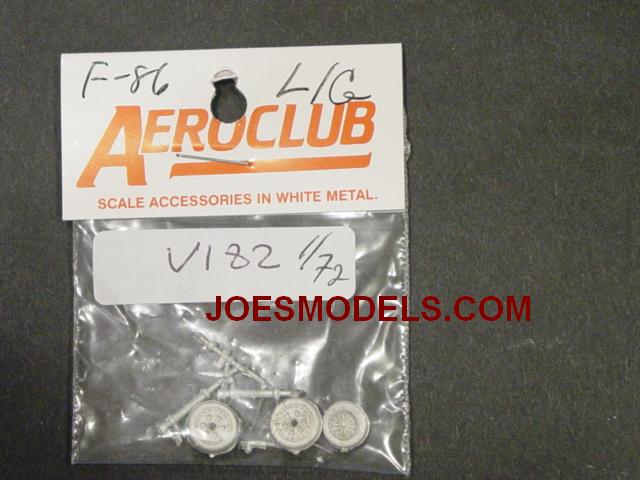 F-86 L/G
AEROCLUB
SCALE ACCESSORIES IN WHITE METAL.
V182 1/72
JOESMODELS.COM